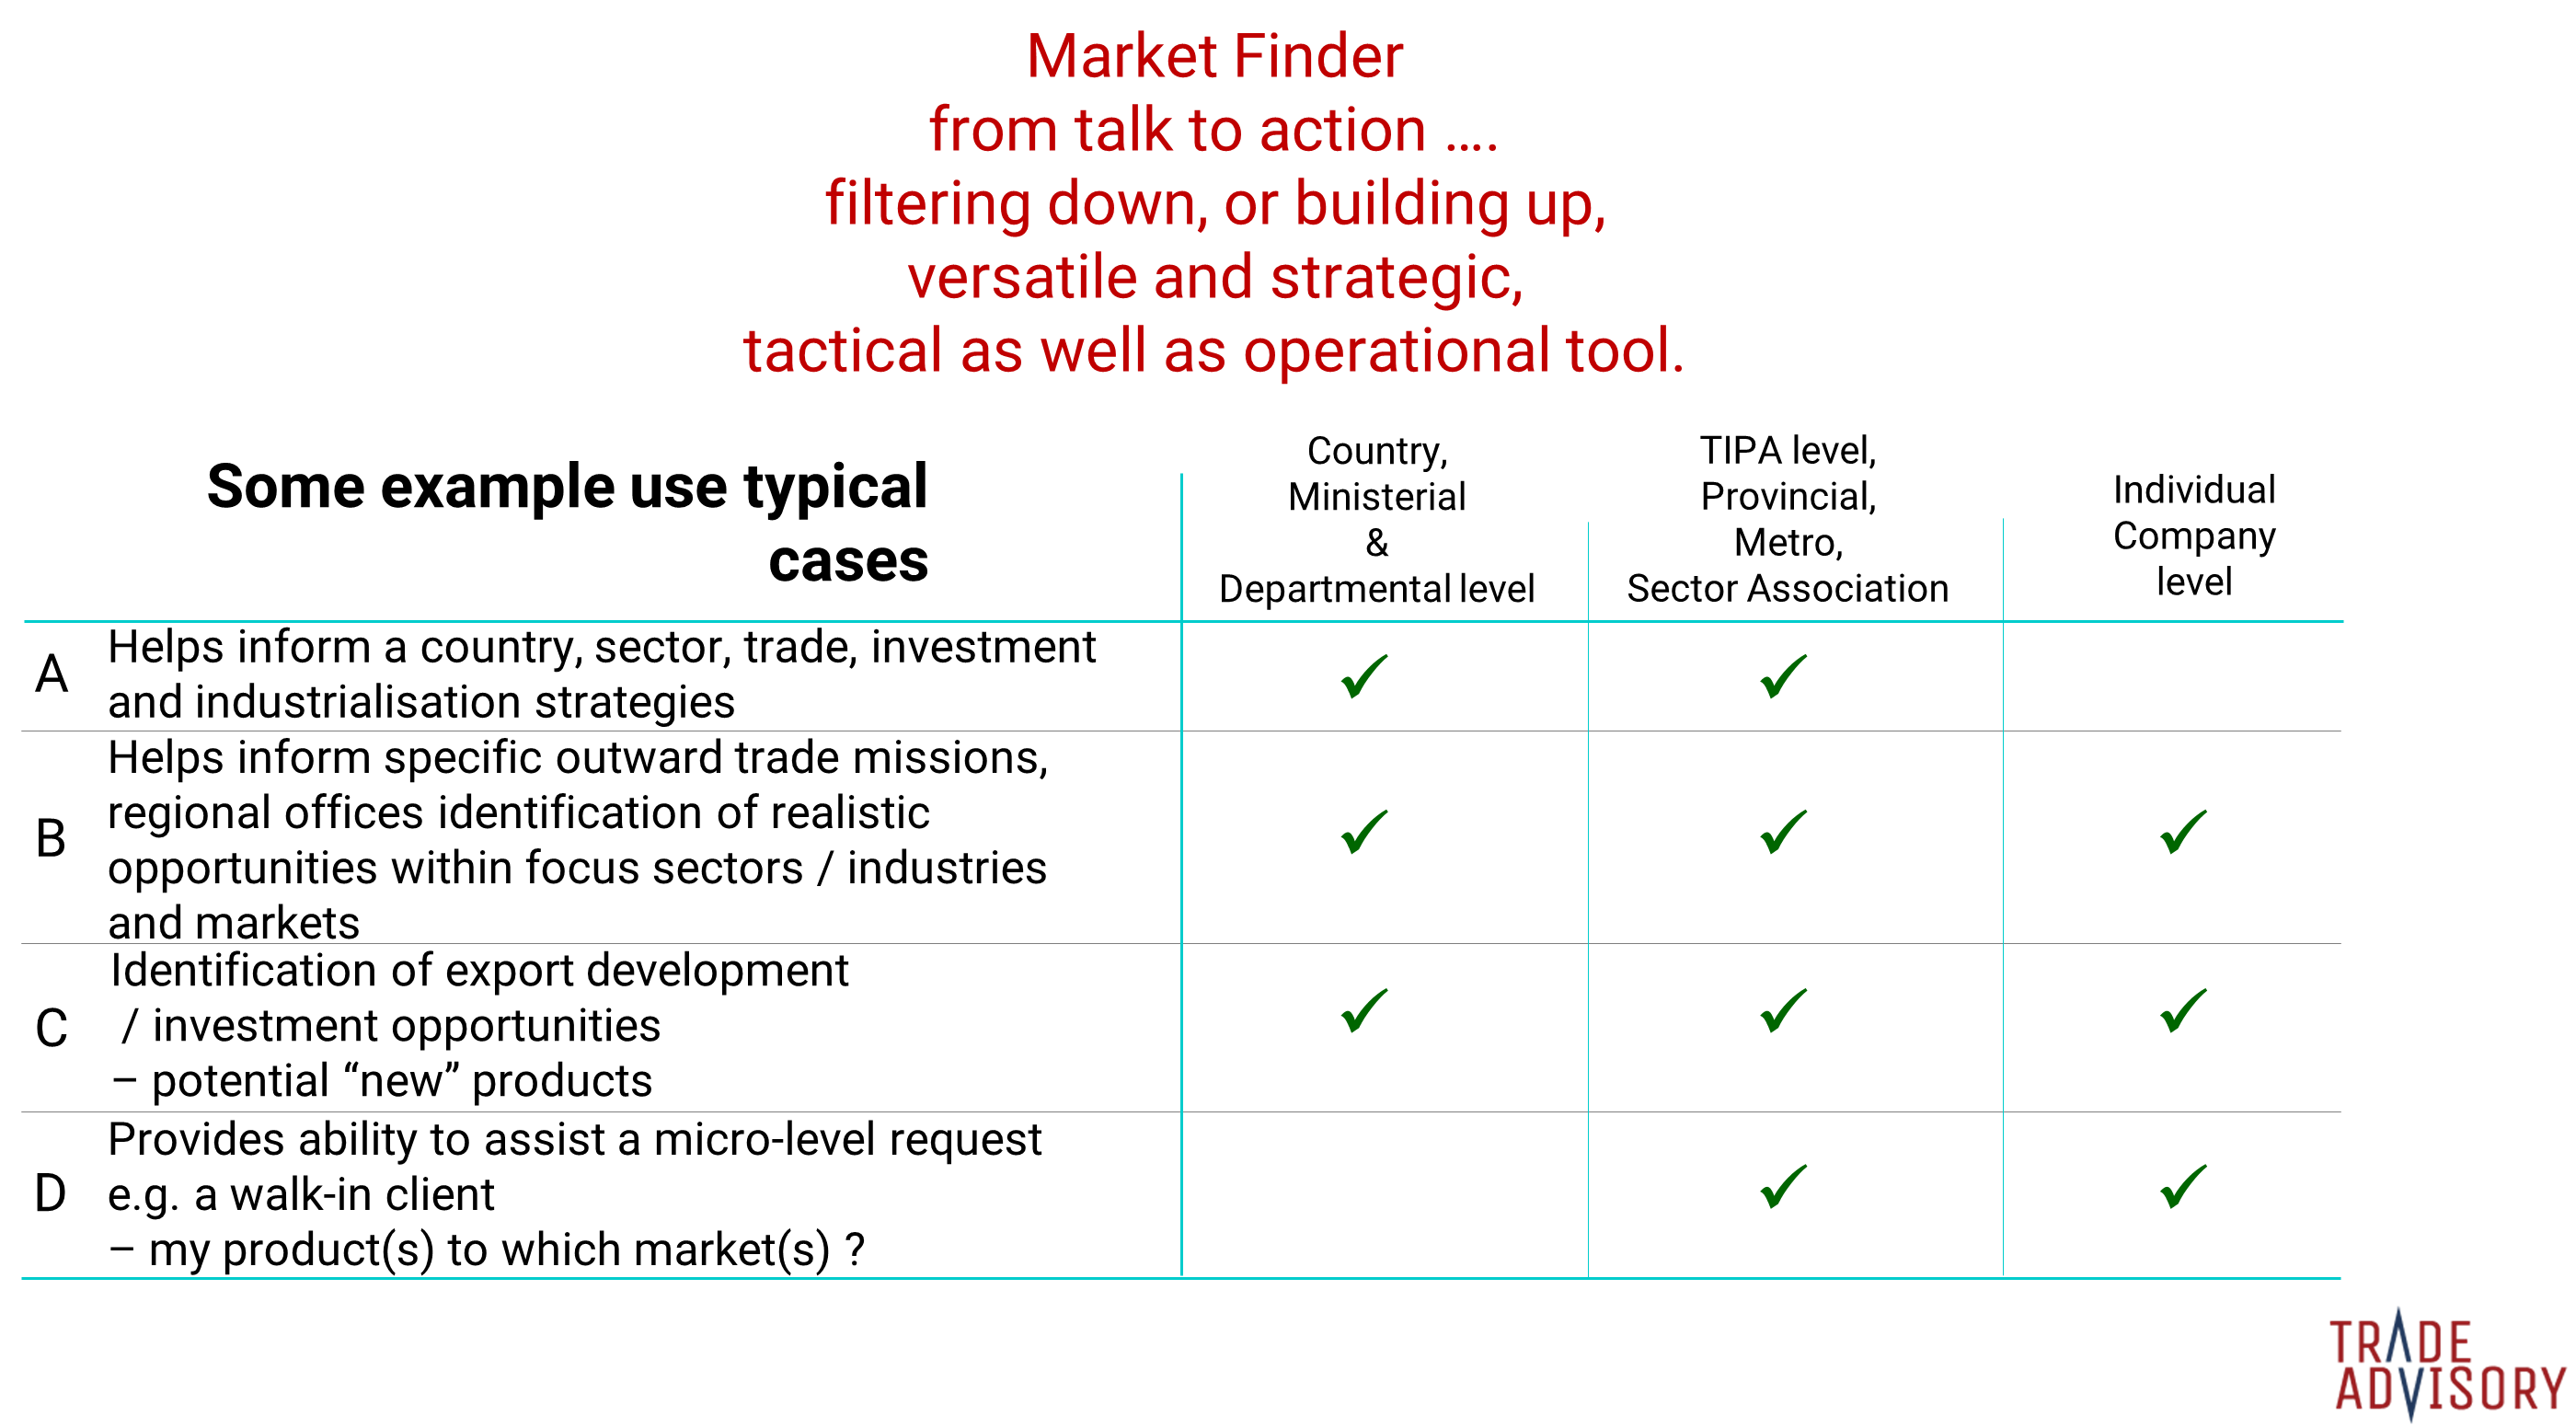 Market Finder
from talk to action ....
filtering down, or building up,
versatile and strategic,
tactical as well as operational tool.
Some example use typical
cases
Country,
Ministerial
&
Departmental level
TIPA level,
Provincial,
Metro,
Sector Association
Individual
Company
level
A
Helps inform a country, sector, trade, investment
and industrialisation strategies
B
Helps inform specific outward trade missions,
regional offices identification of realistic
opportunities within focus sectors / industries
and markets
C
Identification of export development
/ investment opportunities
– potential “new” products
D
Provides ability to assist a micro-level request
e.g. a walk-in client
– my product(s) to which market(s) ?
TRADE
ADVISORY